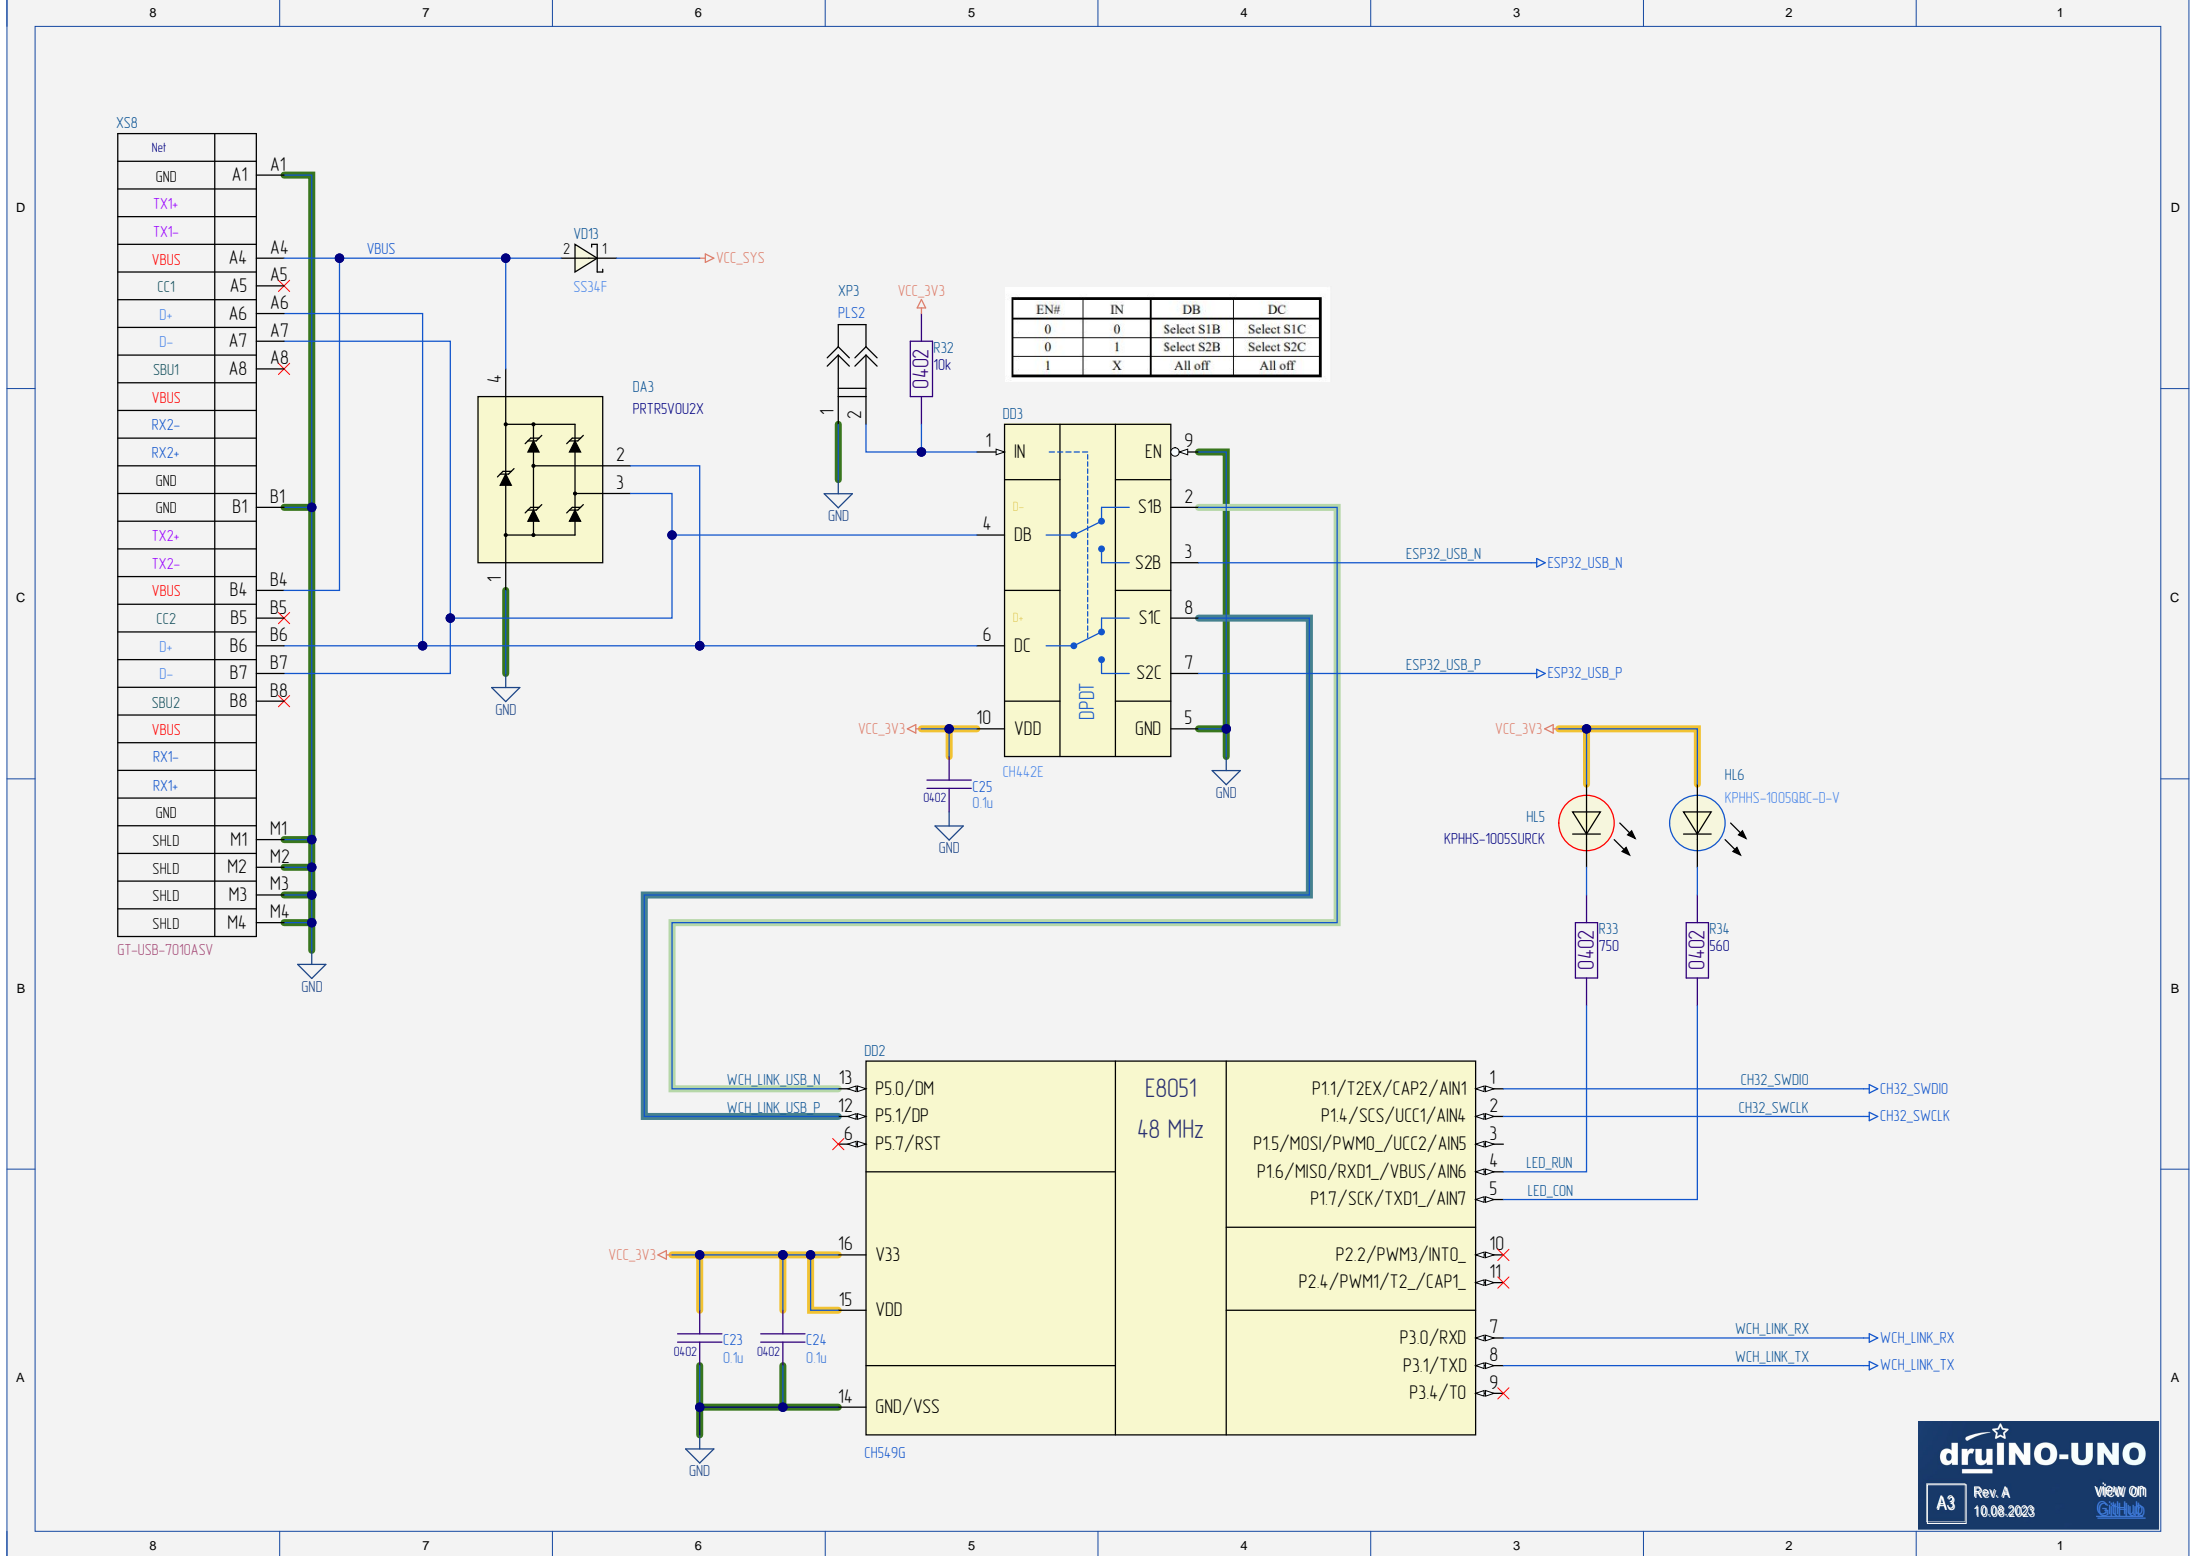 8 7 6 5 4 3 2 1
D
C
B
A
XS8
Net
GND A1 A1
TX1+
TX1-
VBUS A4 A4
CC1 A5 A5
D+ A6 A6
D- A7 A7
SBU1 A8 A8
VBUS
RX2-
RX2+
GND
GND B1 B1
TX2+
TX2-
VBUS B4 B4
CC2 B5 B5
D+ B6 B6
D- B7 B7
SBU2 B8 B8
VBUS
RX1-
RX1+
GND
SHLD M1 M1
SHLD M2 M2
SHLD M3 M3
SHLD M4 M4
GT-USB-7010ASV
GND
VBUS
VD13
2 1
SS34F
VCC_SYS
4
DA3
PRTR5V0U2X
2
3
1
GND
XP3
PLS2
1 2
GND
VCC_3V3
R32
0402
10k
EN# IN DB DC
0 0 Select S1B Select S1C
0 1 Select S2B Select S2C
1 X All off All off
DD3
1 IN EN 9
D- S1B 2
4 DB
S2B 3
D+ S1C 8
6 DC
S2C 7
DPDT
10 VDD GND 5
CH442E
GND
VCC_3V3
C25
0402 0.1u
GND
ESP32_USB_N ESP32_USB_N
ESP32_USB_P ESP32_USB_P
VCC_3V3
HL6
KPHHS-1005QBC-D-V
HL5
KPHHS-1005SURCK
R33
0402
750
R34
0402
560
DD2
E8051
48 MHz
WCH_LINK_USB_N 13 P5.0/DM
WCH_LINK_USB_P 12 P5.1/DP
6 P5.7/RST
VCC_3V3 16 V33
15 VDD
C23
0402 0.1u
C24
0402 0.1u
14 GND/VSS
GND
CH549G
P1.1/T2EX/CAP2/AIN1 1 CH32_SWDIO CH32_SWDIO
P1.4/SCS/UCC1/AIN4 2 CH32_SWCLK CH32_SWCLK
P1.5/MOSI/PWM0_/UCC2/AIN5 3
P1.6/MISO/RXD1_/VBUS/AIN6 4 LED_RUN
P1.7/SCK/TXD1_/AIN7 5 LED_CON
P2.2/PWM3/INT0_ 10
P2.4/PWM1/T2_/CAP1_ 11
P3.0/RXD 7 WCH_LINK_RX WCH_LINK_RX
P3.1/TXD 8 WCH_LINK_TX WCH_LINK_TX
P3.4/T0 9
druINO-UNO
A3
Rev. A
10.08.2023
view on
GitHub
D
C
B
A
8 7 6 5 4 3 2 1